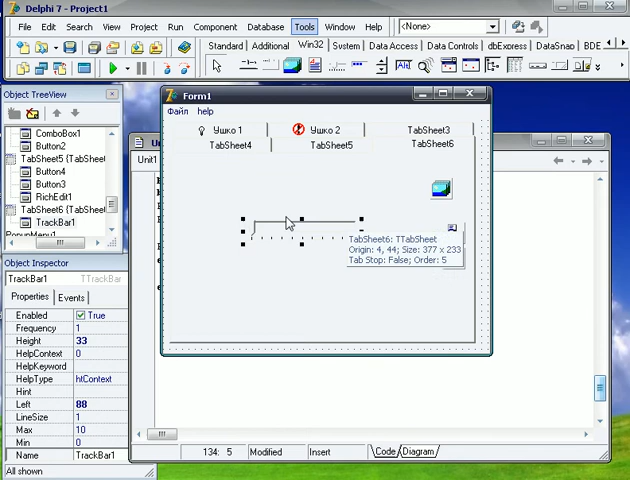 Delphi 7 - Project1
File Edit Search View Project Run Component Database Tools Window Help <None>
Standard Additional Win32 System Data Access Data Controls dbExpress DataSnap BDE
Object TreeView
ComboBox1
Button2
TabSheet5 {TabSheet
Button4
Button3
RichEdit1
TabSheet6 {TabSheet
TrackBar1
PopupMenu1
Object Inspector
TrackBar1 TTrackBar
Properties Events
Enabled True
Frequency 1
Height 33
HelpContext 0
HelpKeyword
HelpType htContext
Hint
Left 88
LineSize 1
Max 10
Min 0
Name TrackBar1
All shown
Form1
Файл help
Ушко 1 Ушко 2 TabSheet3
TabSheet4 TabSheet5 TabSheet6
TabSheet6: TTabSheet
Origin: 4, 44; Size: 377 x 233
Tab Stop: False; Order: 5
Unit1
134: 5 Modified Insert Code Diagram